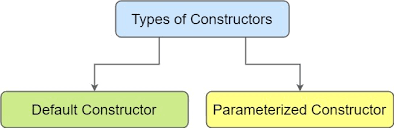 Types of Constructors
Default Constructor
Parameterized Constructor